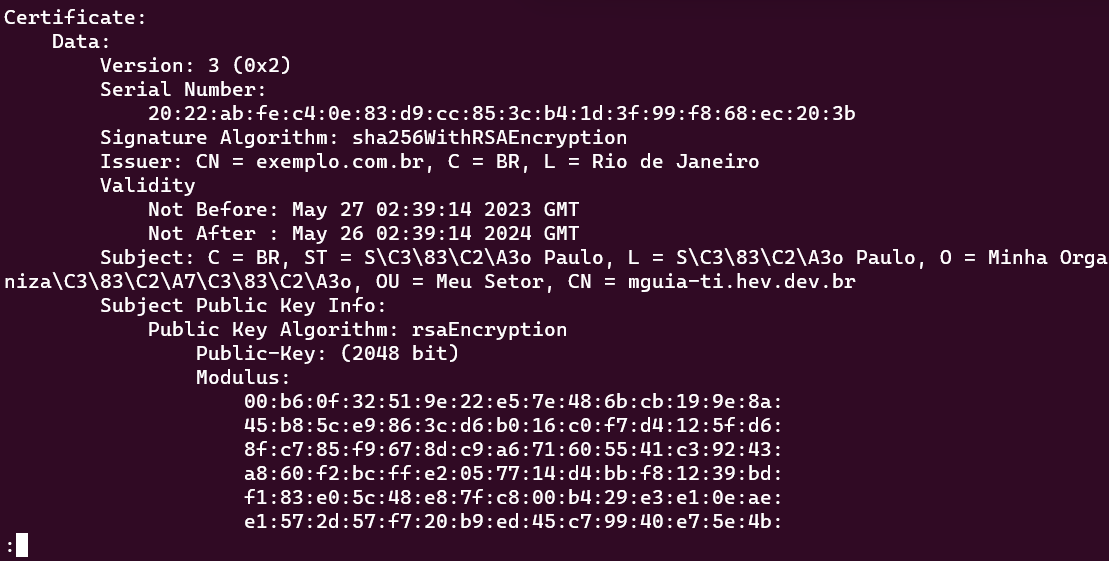 Certificate:
Data:
Version: 3 (0x2)
Serial Number:
20:22:ab:fe:c4:0e:83:d9:cc:85:3c:b4:1d:3f:99:f8:68:ec:20:3b
Signature Algorithm: sha256WithRSAEncryption
Issuer: CN = exemplo.com.br, C = BR, L = Rio de Janeiro
Validity
Not Before: May 27 02:39:14 2023 GMT
Not After : May 26 02:39:14 2024 GMT
Subject: C = BR, ST = S\C3\83\C2\A3o Paulo, L = S\C3\83\C2\A3o Paulo, O = Minha Orga
niza\C3\83\C2\A7\C3\83\C2\A3o, OU = Meu Setor, CN = mguia-ti.hev.dev.br
Subject Public Key Info:
Public Key Algorithm: rsaEncryption
Public-Key: (2048 bit)
Modulus:
00:b6:0f:32:51:9e:22:e5:7e:48:6b:cb:19:9e:8a:
45:b8:5c:e9:86:3c:d6:b0:16:c0:f7:d4:12:5f:d6:
8f:c7:85:f9:67:8d:c9:a6:71:60:55:41:c3:92:43:
a8:60:f2:bc:ff:e2:05:77:14:d4:bb:f8:12:39:bd:
f1:83:e0:5c:48:e8:7f:c8:00:b4:29:e3:e1:0e:ae:
e1:57:2d:57:f7:20:b9:ed:45:c7:99:40:e7:5e:4b:
: